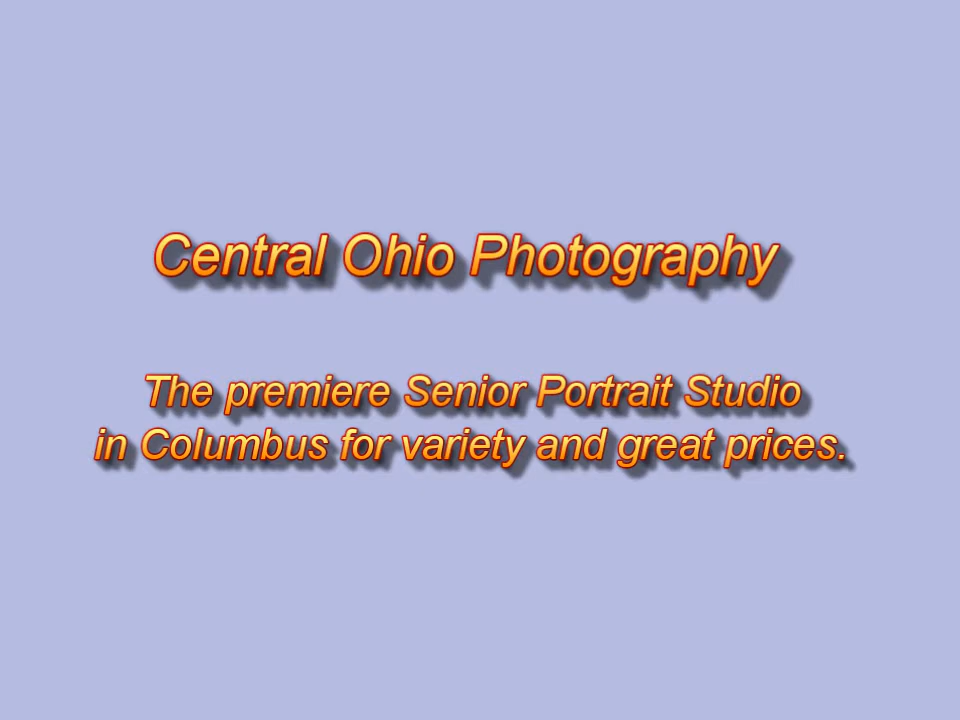 Central Ohio Photography
The premiere Senior Portrait Studio
in Columbus for variety and great prices.